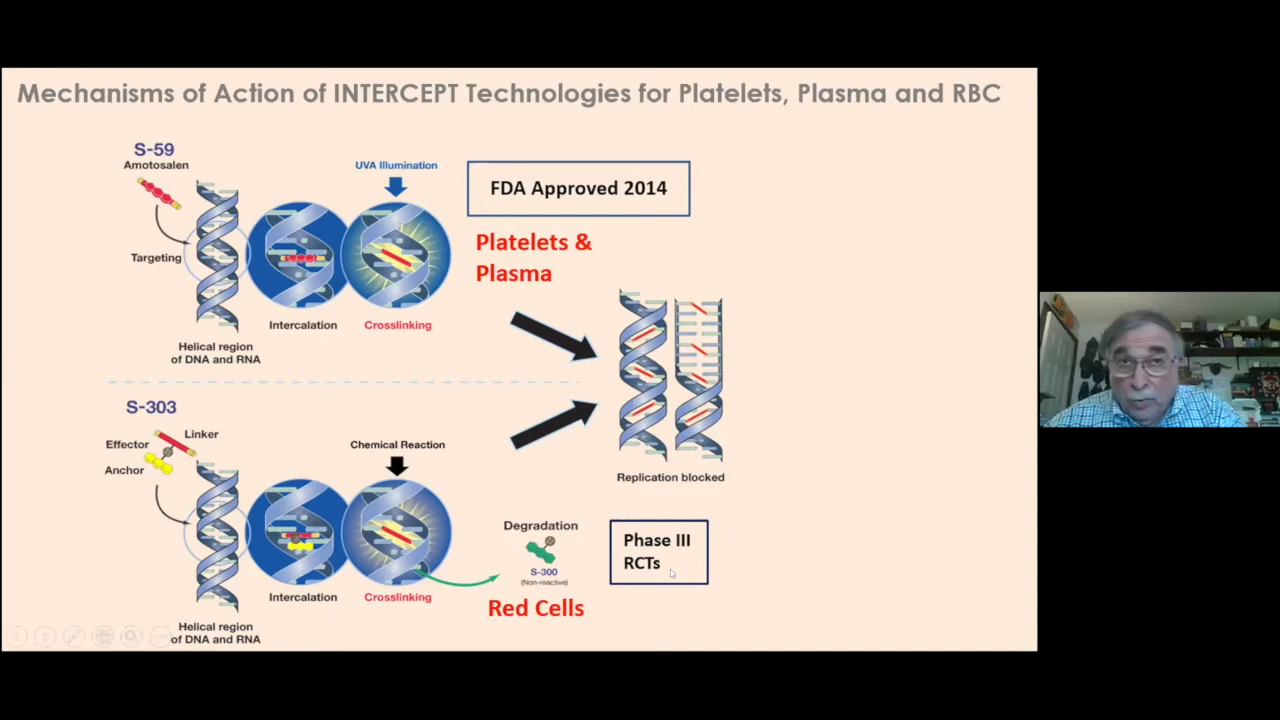 Mechanisms of Action of INTERCEPT Technologies for Platelets, Plasma and RBC
S-59
Amotosalen
UVA Illumination
FDA Approved 2014
Targeting
Platelets &
Plasma
Intercalation
Crosslinking
Helical region
of DNA and RNA
S-303
Effector
Linker
Anchor
Chemical Reaction
Replication blocked
Degradation
S-300
(Non-reactive)
Phase III
RCTs
Intercalation
Crosslinking
Red Cells
Helical region
of DNA and RNA